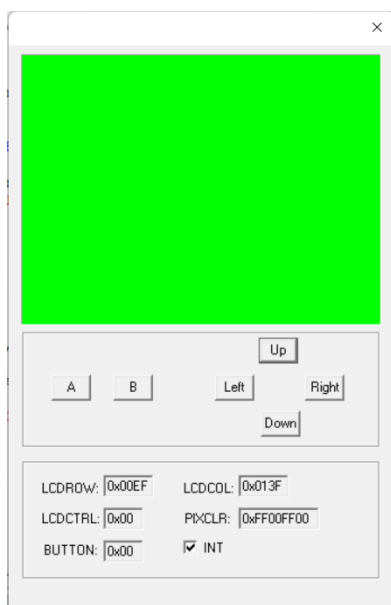 Up
A B Left Right
Down
LCDROW: 0x00EF LCDCOL: 0x013F
LCDCTRL: 0x00 PIXCLR: 0xFF00FF00
BUTTON: 0x00 INT